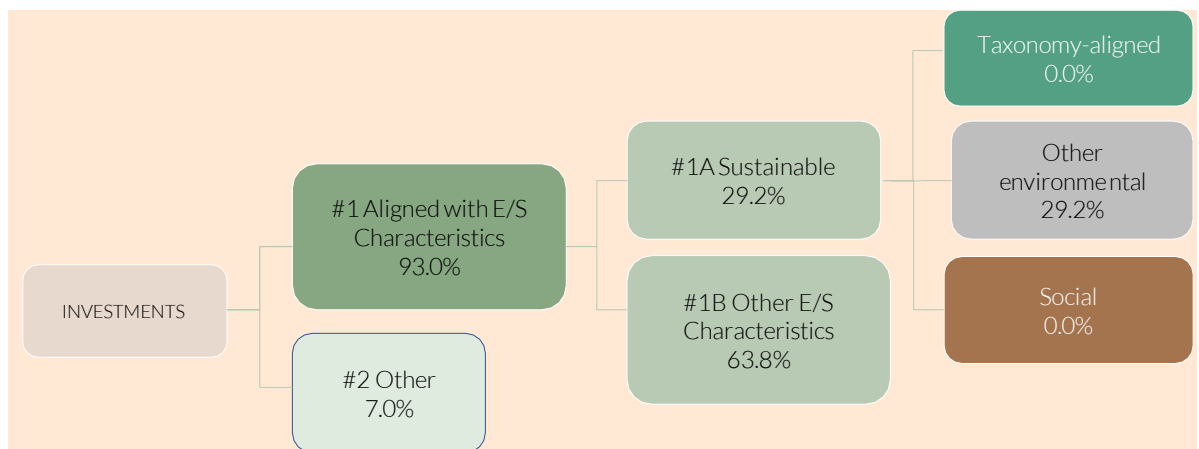 INVESTMENTS
#1 Aligned with E/S
Characteristics
93.0%
#2 Other
7.0%
#1A Sustainable
29.2%
#1B Other E/S
Characteristics
63.8%
Taxonomy-aligned
0.0%
Other
environmental
29.2%
Social
0.0%